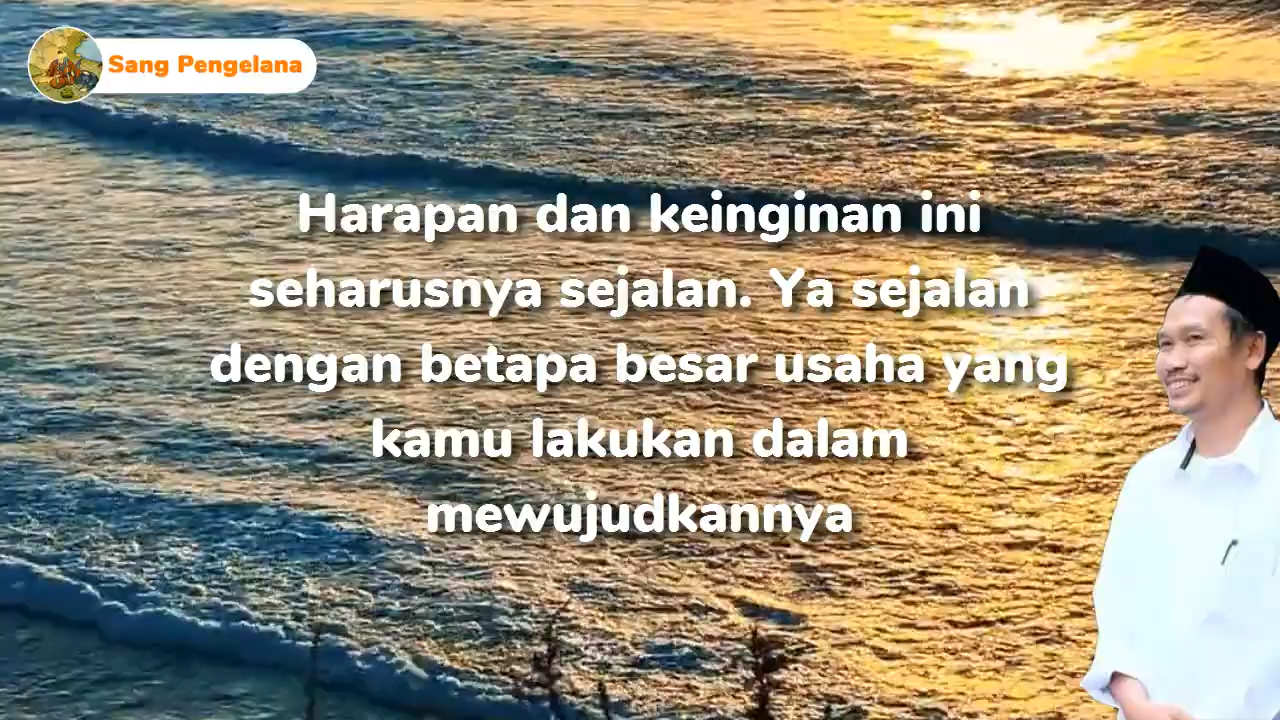 Sang Pengelana
Harapan dan keinginan ini
seharusnya sejalan. Ya sejalan
dengan betapa besar usaha yang
kamu lakukan dalam
mewujudkannya